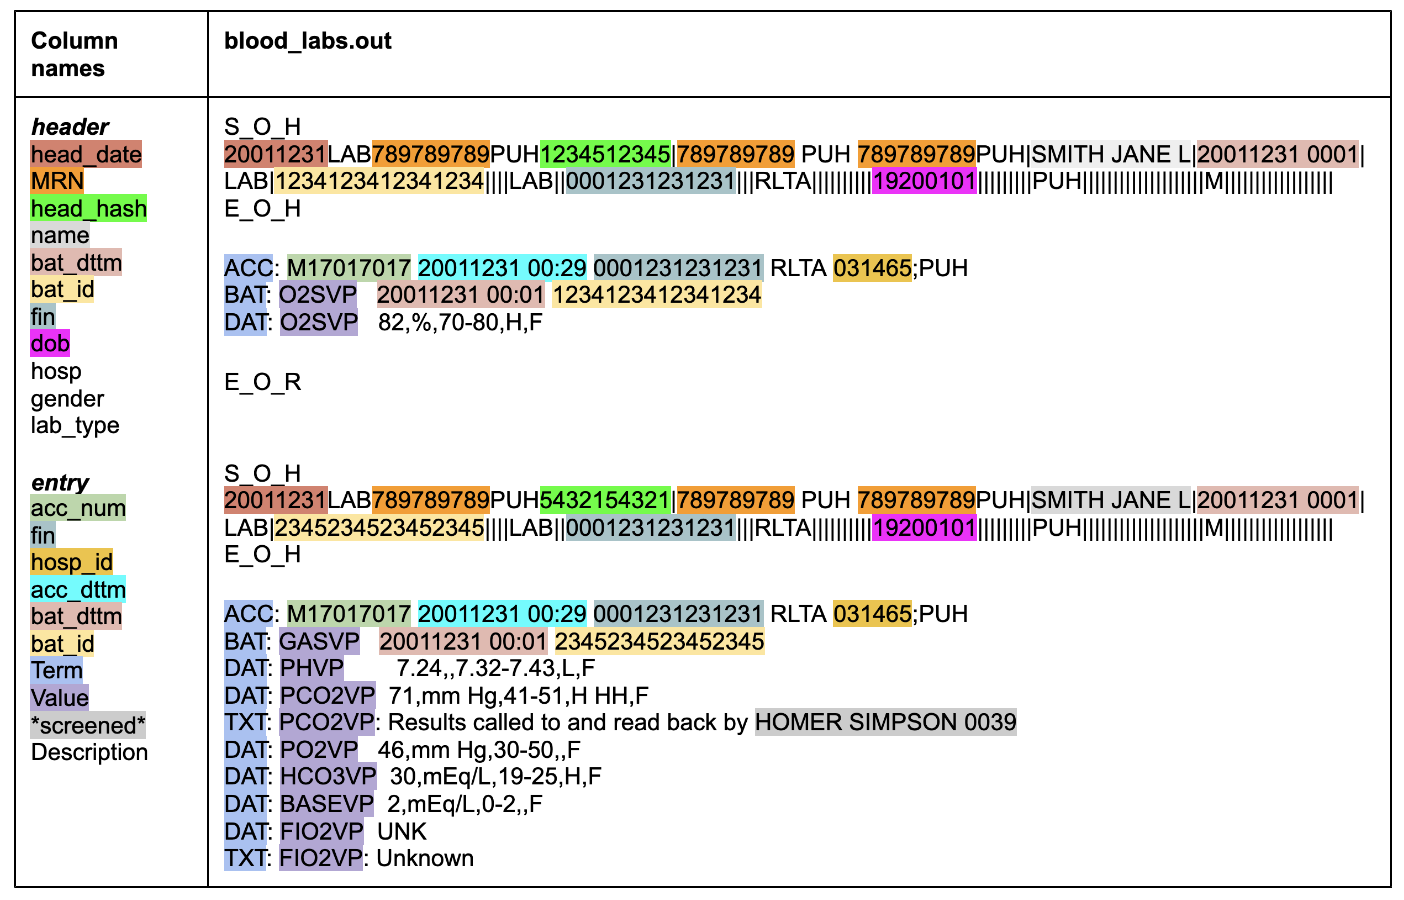 Column names
blood_labs.out
header
head_date
MRN
head_hash
name
bat_dttm
bat_id
fin
dob
hosp
gender
lab_type
entry
acc_num
fin
hosp_id
acc_dttm
bat_dttm
bat_id
Term
Value
*screened*
Description
S_O_H
20011231LAB789789789PUH1234512345|789789789 PUH 789789789PUH|SMITH JANE L|20011231 0001|
LAB|1234123412341234||||LAB||0001231231231|||RLTA||||||||||19200101|||||||||PUH||||||||||||||||||||M||||||||||||||||||
E_O_H
ACC: M17017017 20011231 00:29 0001231231231 RLTA 031465;PUH
BAT: O2SVP 20011231 00:01 1234123412341234
DAT: O2SVP 82,%,70-80,H,F
E_O_R
S_O_H
20011231LAB789789789PUH5432154321|789789789 PUH 789789789PUH|SMITH JANE L|20011231 0001|
LAB|2345234523452345||||LAB||0001231231231|||RLTA||||||||||19200101|||||||||PUH||||||||||||||||||||M||||||||||||||||||
E_O_H
ACC: M17017017 20011231 00:29 0001231231231 RLTA 031465;PUH
BAT: GASVP 20011231 00:01 2345234523452345
DAT: PHVP 7.24,,7.32-7.43,L,F
DAT: PCO2VP 71,mm Hg,41-51,H HH,F
TXT: PCO2VP: Results called to and read back by HOMER SIMPSON 0039
DAT: PO2VP 46,mm Hg,30-50,,F
DAT: HCO3VP 30,mEq/L,19-25,H,F
DAT: BASEVP 2,mEq/L,0-2,,F
DAT: FIO2VP UNK
TXT: FIO2VP: Unknown